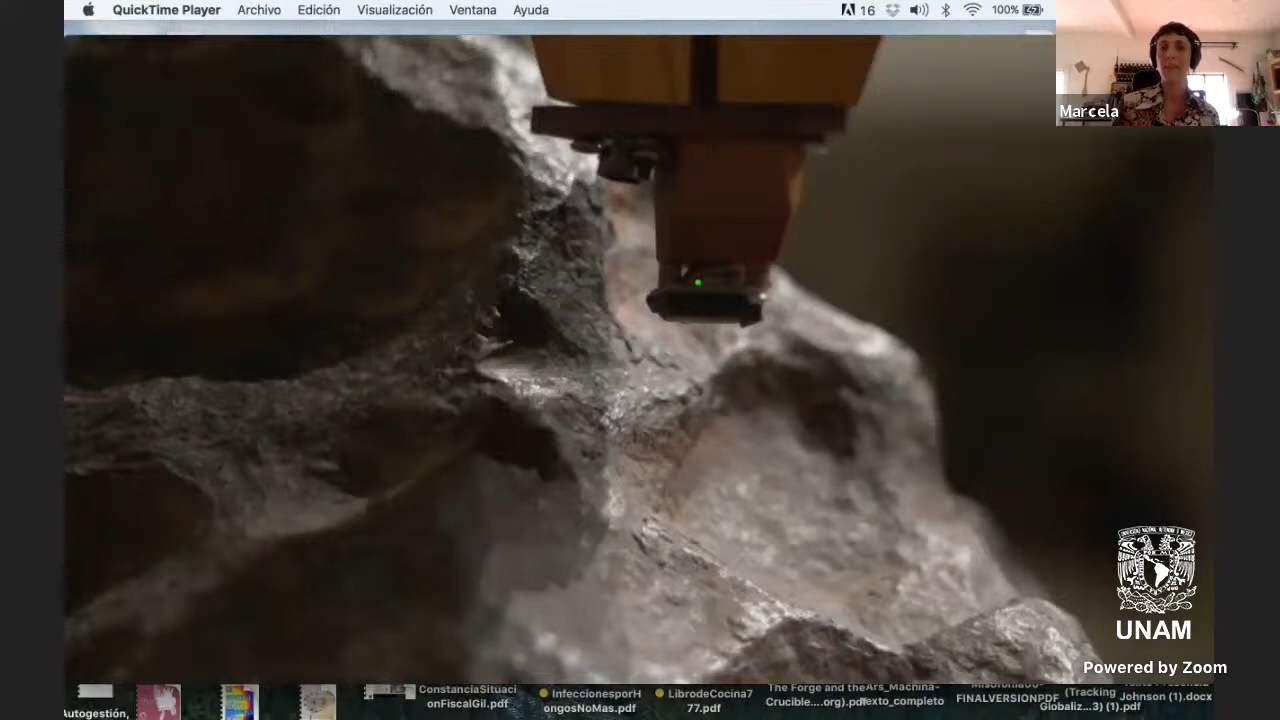 QuickTime Player Archivo Edición Visualización Ventana Ayuda 16 100%
Marcela
UNAM
Powered by Zoom
Autogestión,
ConstanciaSituaci
onFiscalGil.pdf
InfeccionesporH
ongosNoMas.pdf
LibrodeCocina7
77.pdf
The Forge and the
Crucible....org).pdf
Ars_Machina-
texto_completo
FINALVERSIONPDF
(Tracking
Globaliz...3) (1).pdf
Johnson (1).docx